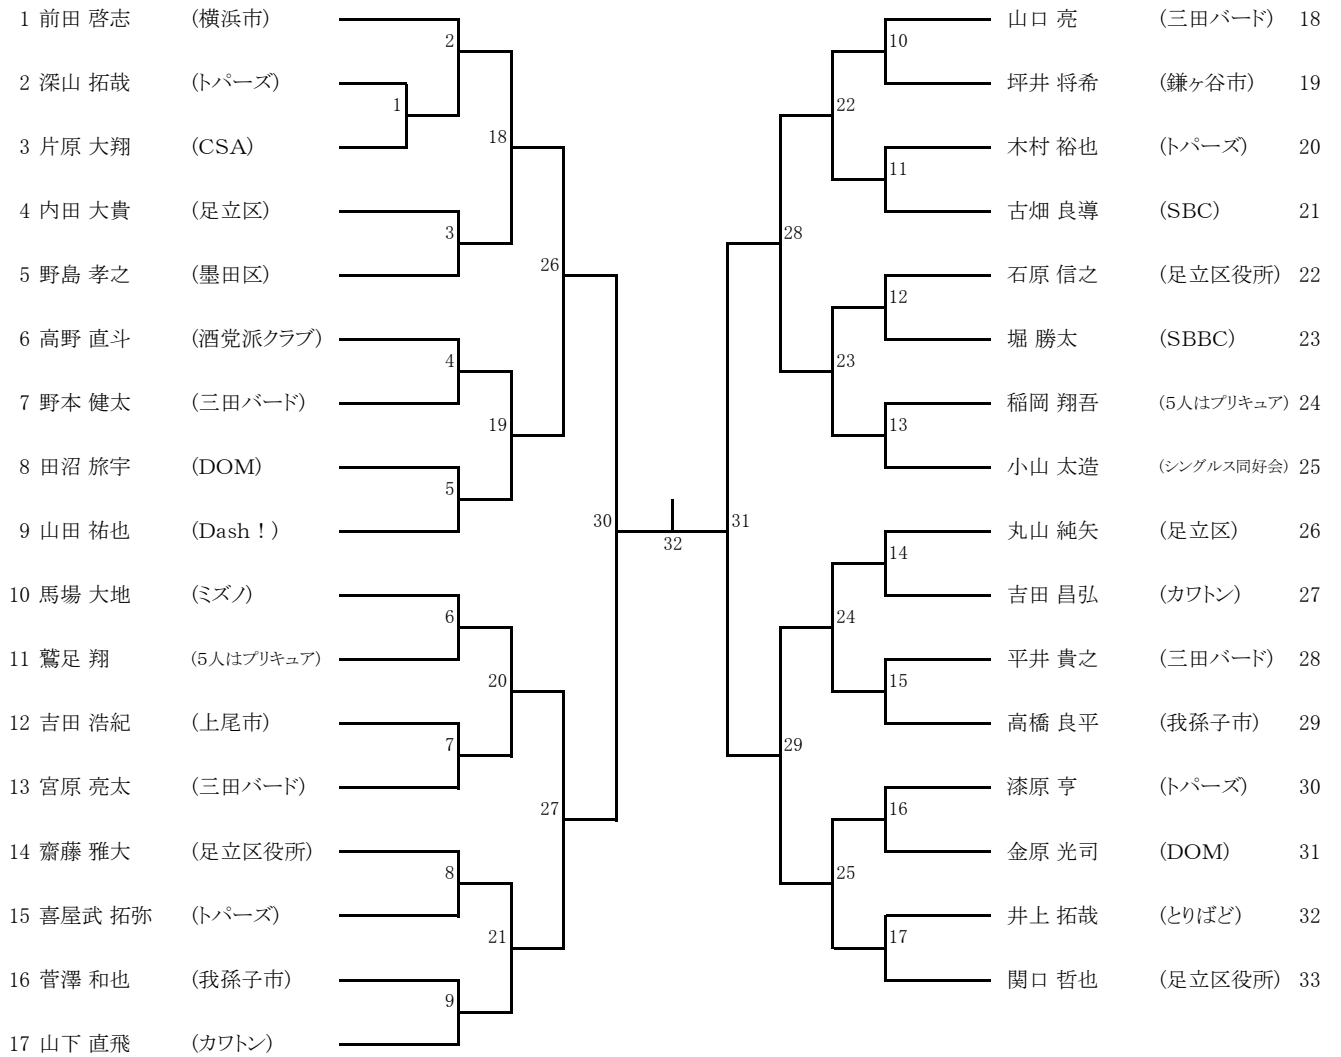 1 前田 啓志 (横浜市)
2 深山 拓哉 (トパーズ)
3 片原 大翔 (CSA)
4 内田 大貴 (足立区)
5 野島 孝之 (墨田区)
6 高野 直斗 (酒党派クラブ)
7 野本 健太 (三田バード)
8 田沼 旅宇 (DOM)
9 山田 祐也 (Dash！)
10 馬場 大地 (ミズノ)
11 鷲足 翔 (5人はプリキュア)
12 吉田 浩紀 (上尾市)
13 宮原 亮太 (三田バード)
14 齋藤 雅大 (足立区役所)
15 喜屋武 拓弥 (トパーズ)
16 菅澤 和也 (我孫子市)
17 山下 直飛 (カワトン)
2
1
18
3
26
4
19
5
30
6
20
7
27
8
21
9
32
31
10
22
11
28
12
23
13
14
24
15
29
16
25
17
山口 亮 (三田バード) 18
坪井 将希 (鎌ヶ谷市) 19
木村 裕也 (トパーズ) 20
古畑 良導 (SBC) 21
石原 信之 (足立区役所) 22
堀 勝太 (SBBC) 23
稲岡 翔吾 (5人はプリキュア) 24
小山 太造 (シングルス同好会) 25
丸山 純矢 (足立区) 26
吉田 昌弘 (カワトン) 27
平井 貴之 (三田バード) 28
高橋 良平 (我孫子市) 29
漆原 亨 (トパーズ) 30
金原 光司 (DOM) 31
井上 拓哉 (とりばど) 32
関口 哲也 (足立区役所) 33